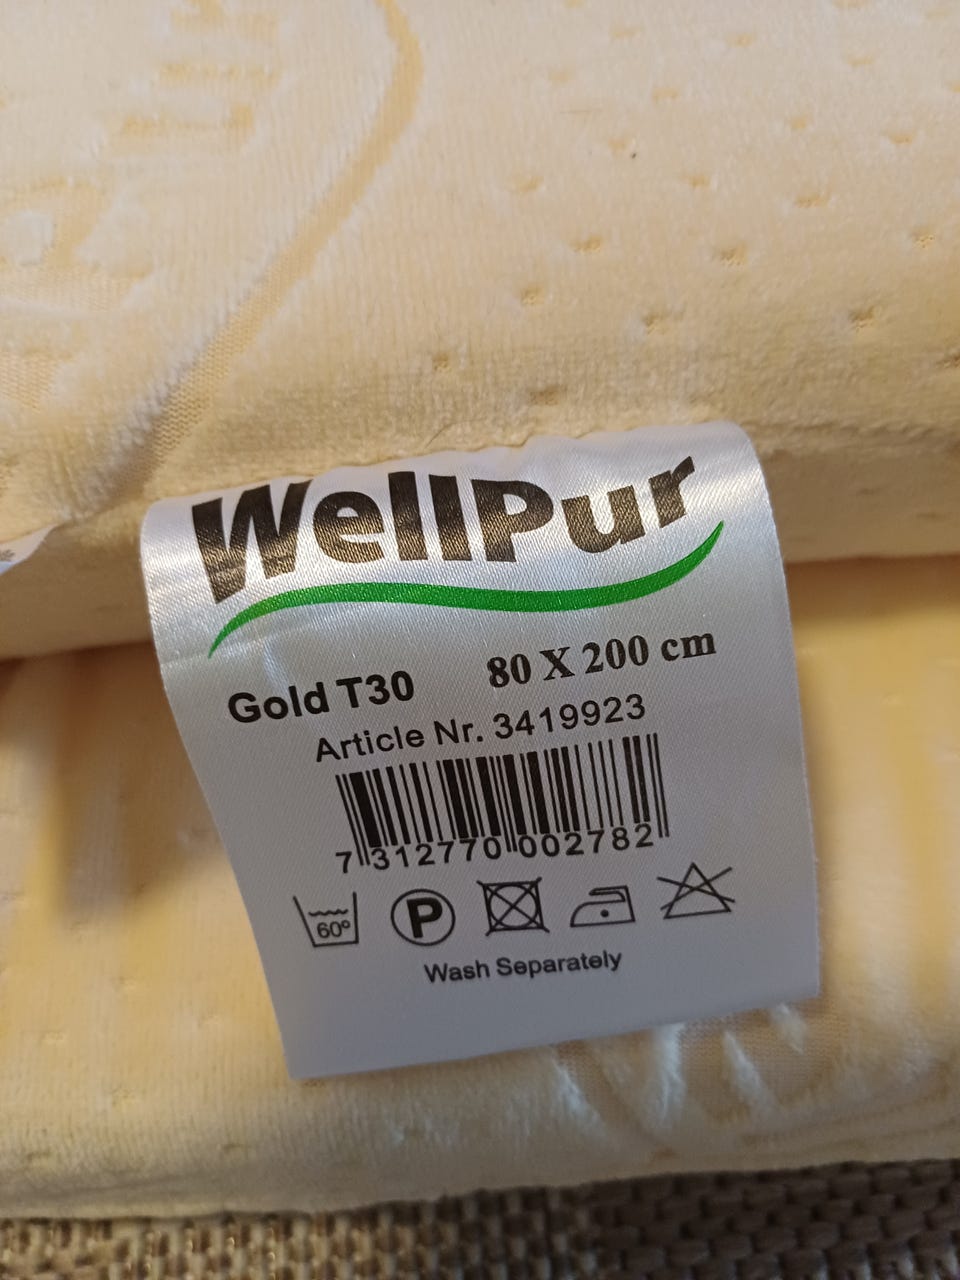 WellPur
Gold T30 80 X 200 cm
Article Nr. 3419923
7 312770 002782
60° P
Wash Separately